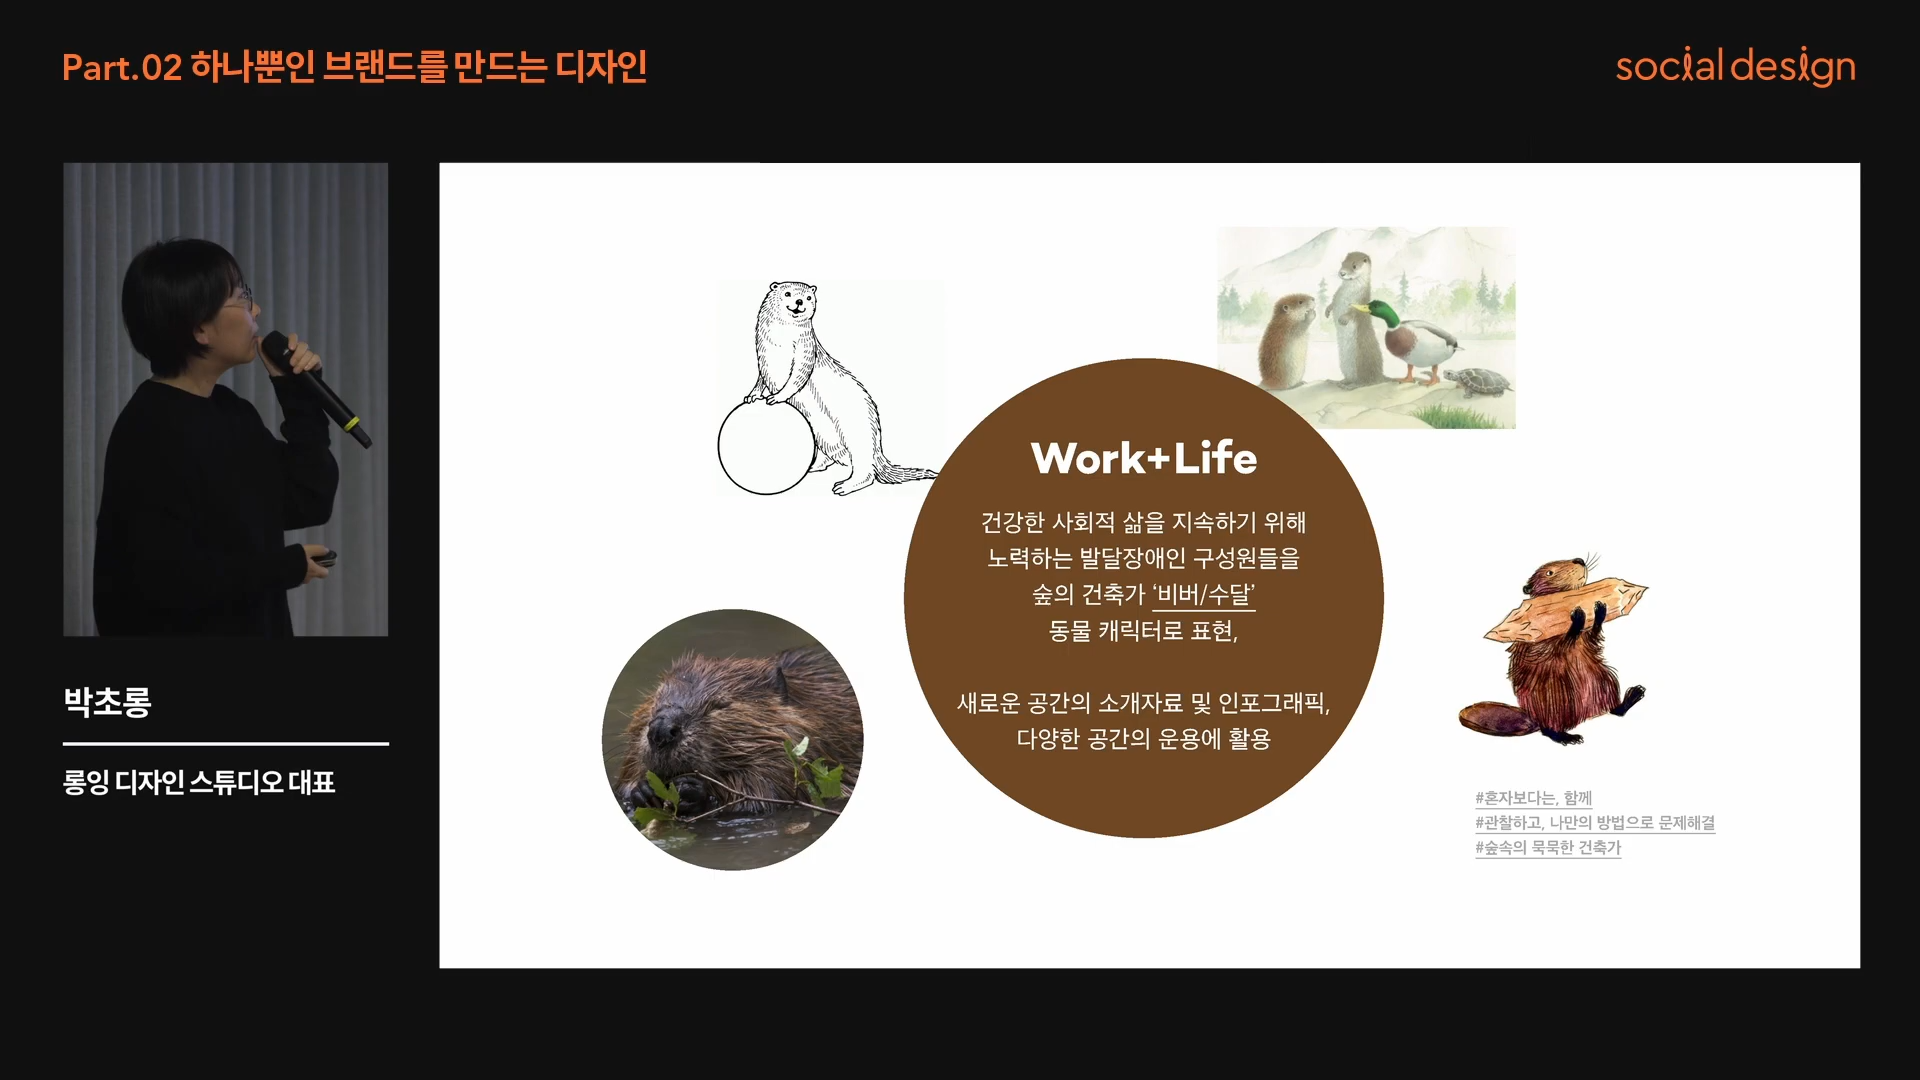 Part.02 하나뿐인 브랜드를 만드는 디자인
social design
박초롱
롱잉 디자인 스튜디오 대표
Work+Life
건강한 사회적 삶을 지속하기 위해
노력하는 발달장애인 구성원들을
숲의 건축가 ‘비버/수달’
동물 캐릭터로 표현,
새로운 공간의 소개자료 및 인포그래픽,
다양한 공간의 운용에 활용
#혼자보다는, 함께
#관찰하고, 나만의 방법으로 문제해결
#숲속의 묵묵한 건축가